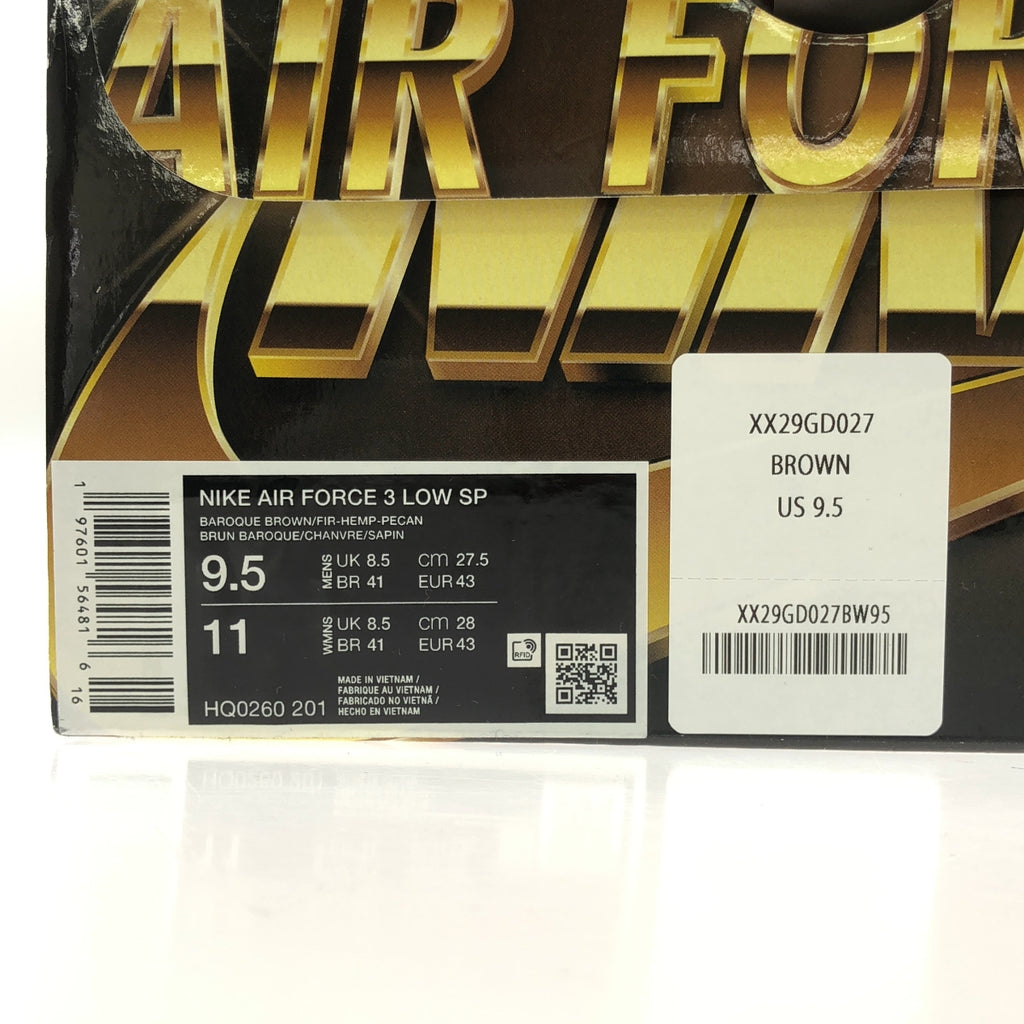 AIR FOR
1 97601 56481 6 16
NIKE AIR FORCE 3 LOW SP
BAROQUE BROWN/FIR-HEMP-PECAN
BRUN BAROQUE/CHANVRE/SAPIN
9.5 MENS UK 8.5 cm 27.5
BR 41 EUR 43
11 WMNS UK 8.5 cm 28
BR 41 EUR 43
RFID
HQ0260 201
MADE IN VIETNAM /
FABRIQUE AU VIETNAM /
FABRICADO NO VIETNÃ /
HECHO EN VIETNAM
XX29GD027
BROWN
US 9.5
XX29GD027BW95